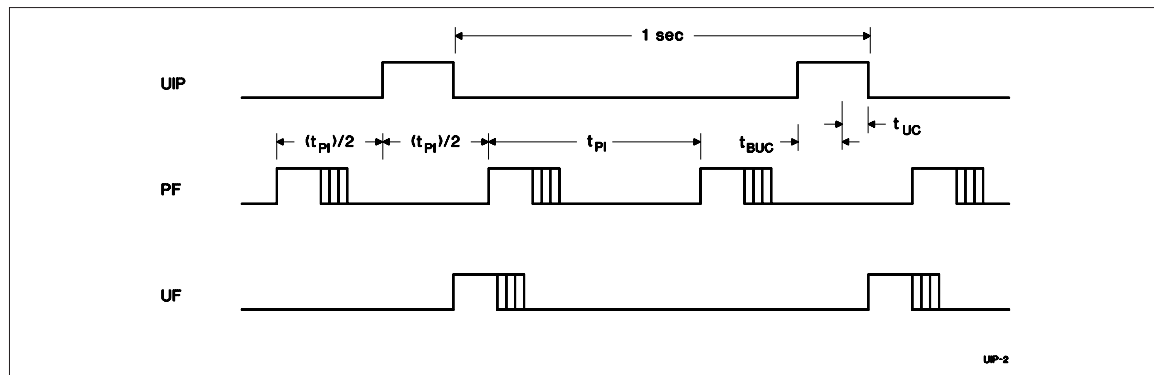 1 sec
UIP
(tPI)/2 (tPI)/2 tPI tBUC tUC
PF
UF
UIP-2